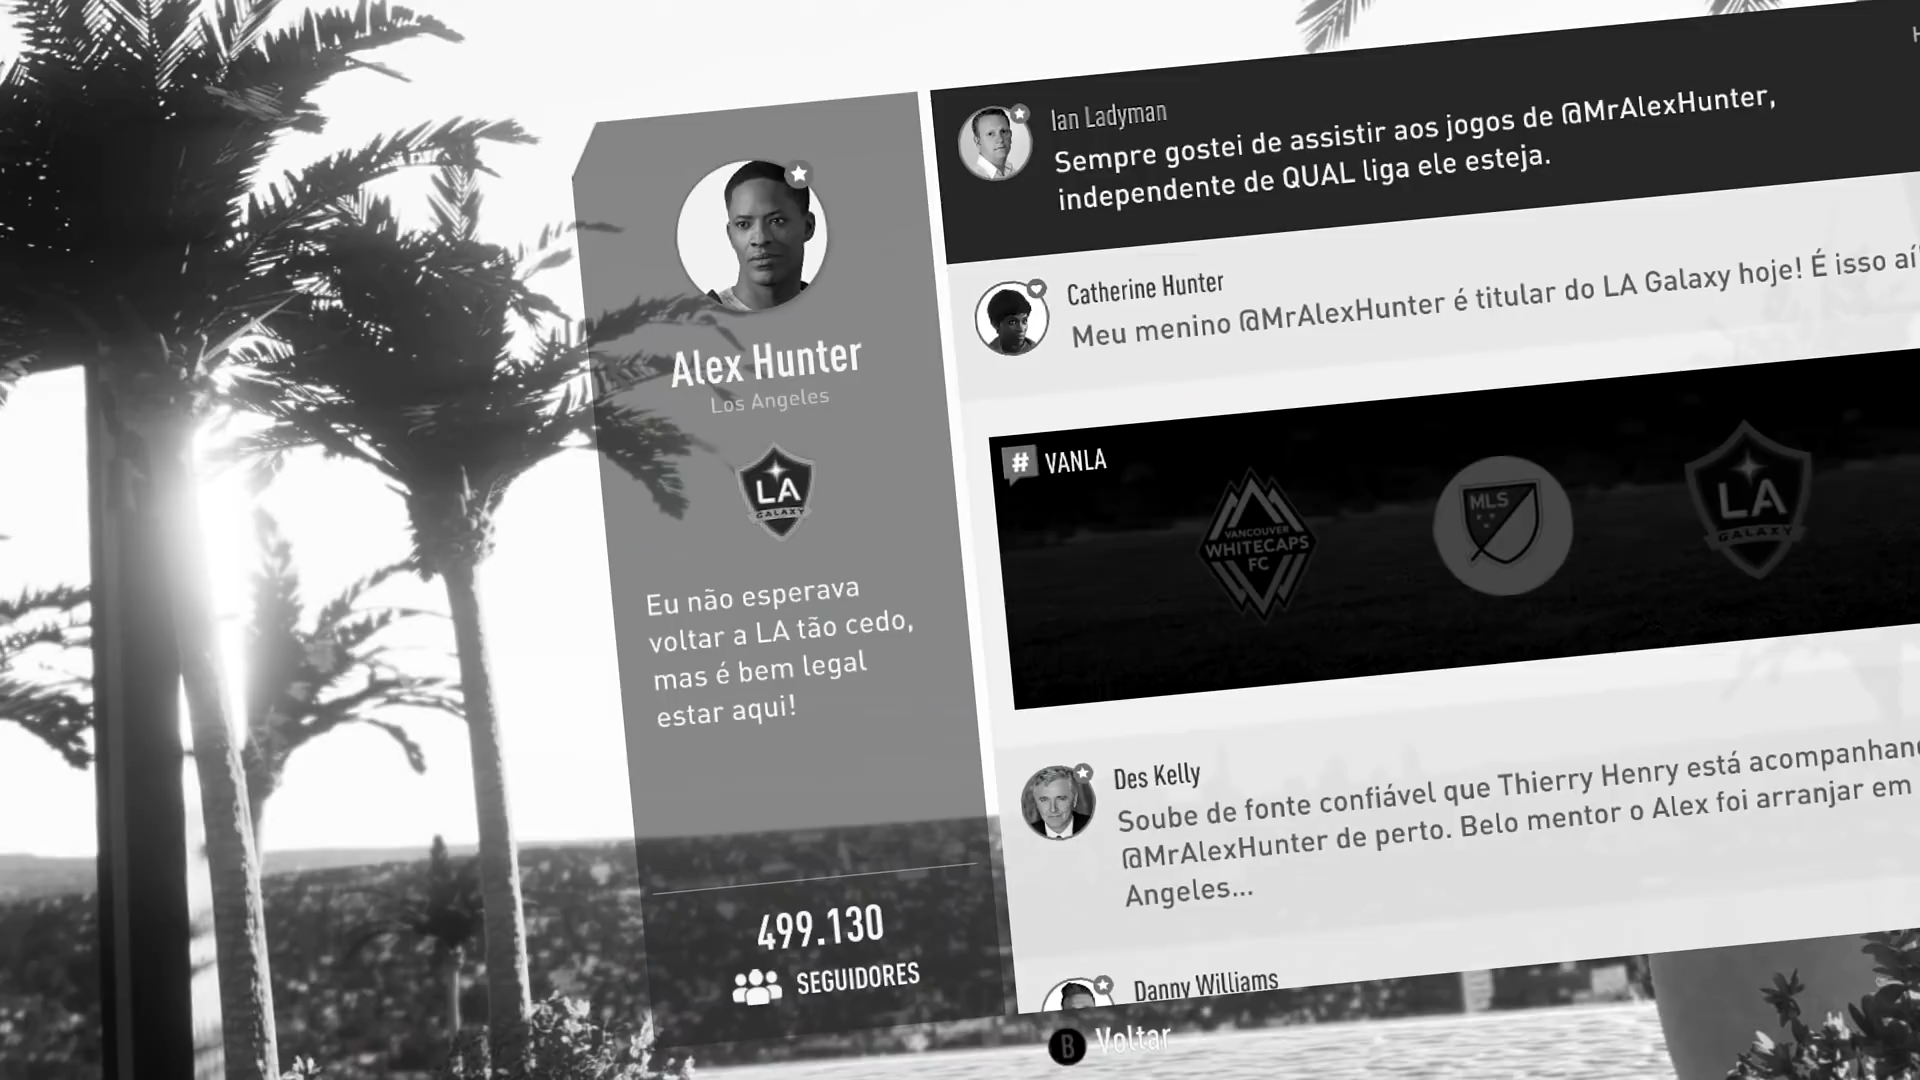 Alex Hunter
Los Angeles
LA
GALAXY
Eu não esperava
voltar a LA tão cedo,
mas é bem legal
estar aqui!
499.130
SEGUIDORES
Ian Ladyman
Sempre gostei de assistir aos jogos de @MrAlexHunter,
independente de QUAL liga ele esteja.
Catherine Hunter
Meu menino @MrAlexHunter é titular do LA Galaxy hoje! É isso aí
# VANLA
VANCOUVER
WHITECAPS
FC
MLS
LA
GALAXY
Des Kelly
Soube de fonte confiável que Thierry Henry está
@MrAlexHunter de perto. Belo mentor o Alex foi arranjar em
Angeles...
Danny Williams
B Voltar